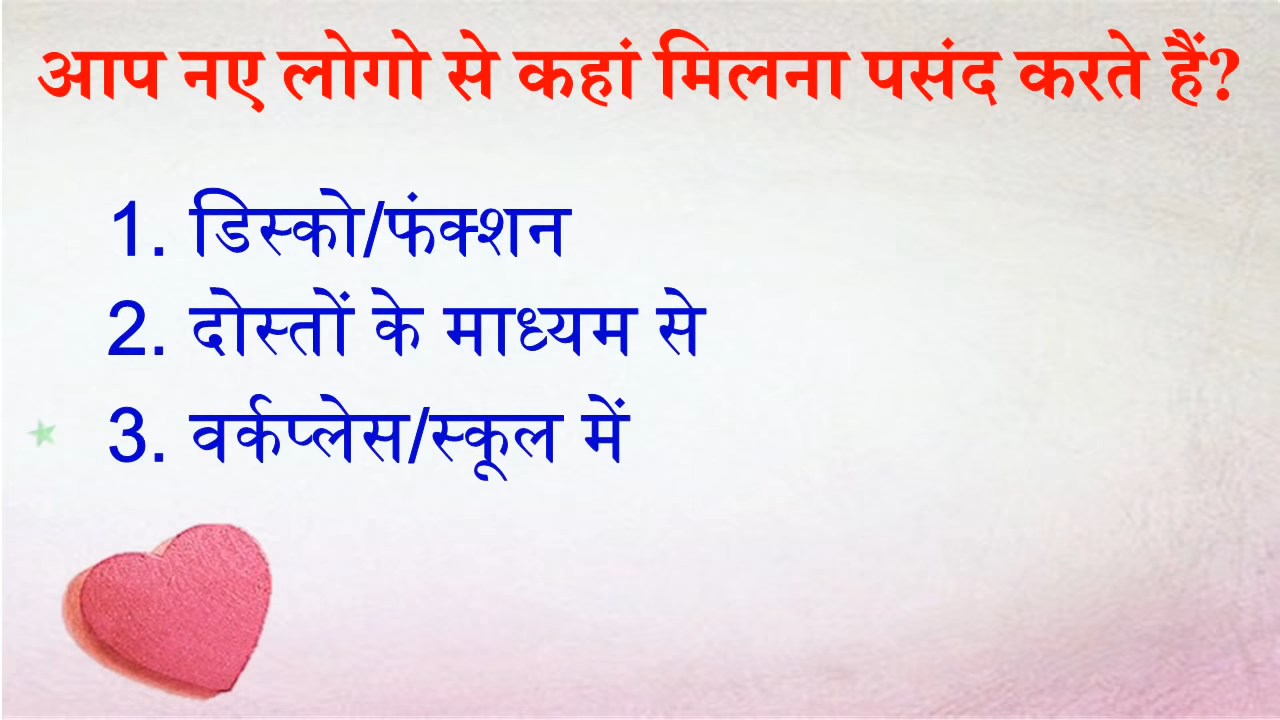 आप नए लोगो से कहां मिलना पसंद करते हैं?
1. डिस्को/फंक्शन
2. दोस्तों के माध्यम से
3. वर्कप्लेस/स्कूल में